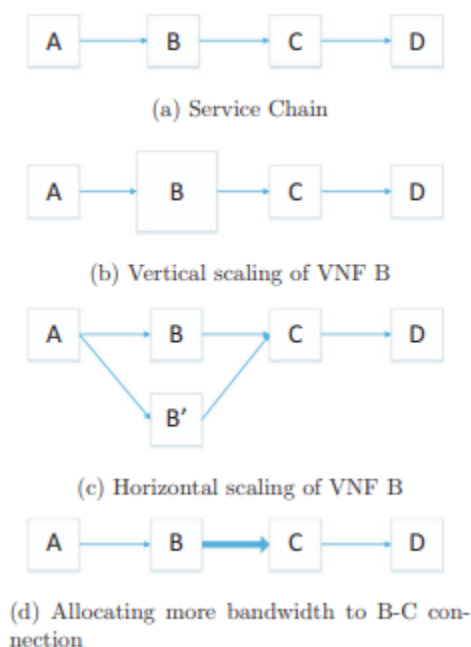 A B C D
(a) Service Chain
A B C D
(b) Vertical scaling of VNF B
A B C D
B′
(c) Horizontal scaling of VNF B
A B C D
(d) Allocating more bandwidth to B-C con-
nection